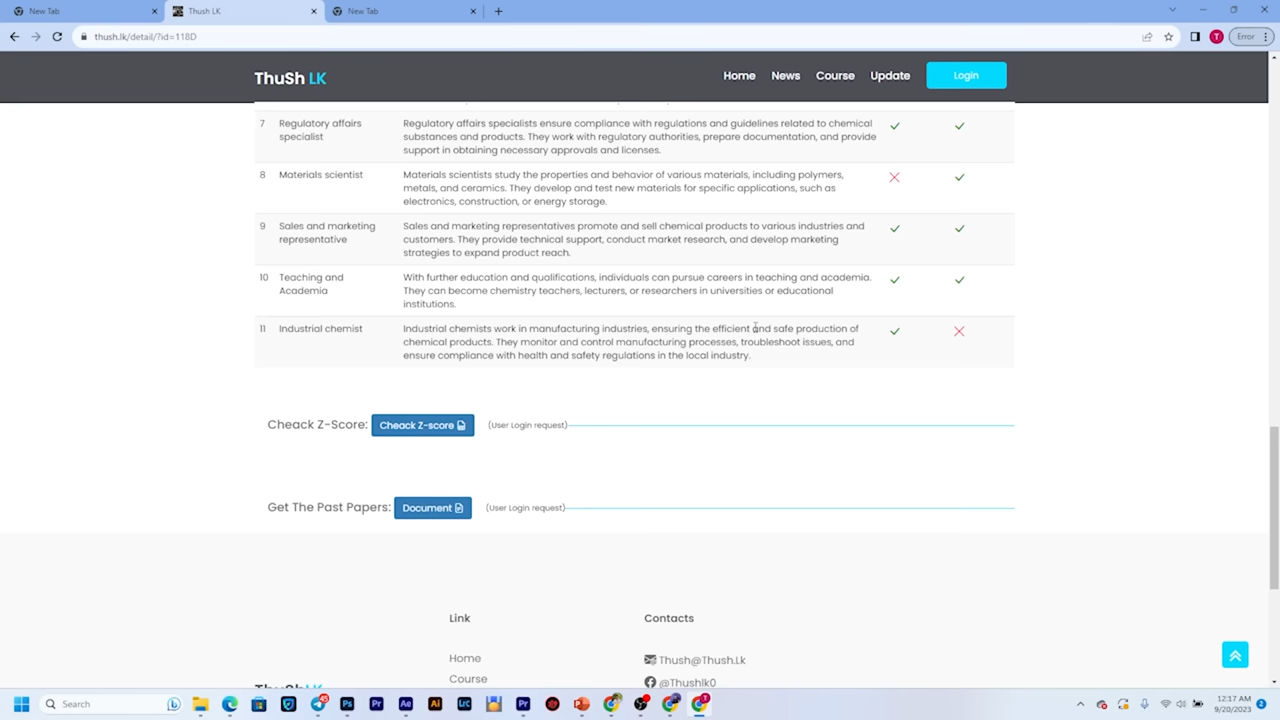 New Tab
Thush LK
New Tab
thush.lk/detail/?id=118D
Error
ThuSh LK
Home
News
Course
Update
Login
7
Regulatory affairs
specialist
Regulatory affairs specialists ensure compliance with regulations and guidelines related to chemical
substances and products. They work with regulatory authorities, prepare documentation, and provide
support in obtaining necessary approvals and licenses.
8
Materials scientist
Materials scientists study the properties and behavior of various materials, including polymers,
metals, and ceramics. They develop and test new materials for specific applications, such as
electronics, construction, or energy storage.
9
Sales and marketing
representative
Sales and marketing representatives promote and sell chemical products to various industries and
customers. They provide technical support, conduct market research, and develop marketing
strategies to expand product reach.
10
Teaching and
Academia
With further education and qualifications, individuals can pursue careers in teaching and academia.
They can become chemistry teachers, lecturers, or researchers in universities or educational
institutions.
11
Industrial chemist
Industrial chemists work in manufacturing industries, ensuring the efficient and safe production of
chemical products. They monitor and control manufacturing processes, troubleshoot issues, and
ensure compliance with health and safety regulations in the local industry.
Cheack Z-Score:
Cheack Z-score
(User Login request)
Get The Past Papers:
Document
(User Login request)
Link
Contacts
Home
Thush@Thush.Lk
Course
@Thushlk0
ThuSh LK
Search
45
12:17 AM
9/20/2023
2